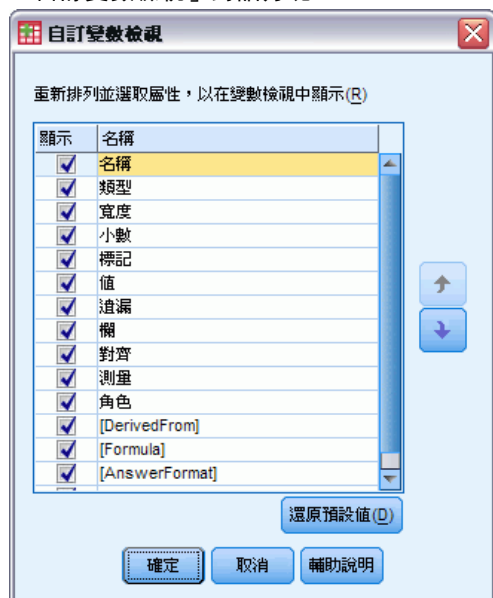 自訂變數檢視
重新排列並選取屬性，以在變數檢視中顯示(R)
顯示 名稱
名稱
類型
寬度
小數
標記
值
遺漏
欄
對齊
測量
角色
[DerivedFrom]
[Formula]
[AnswerFormat]
還原預設值(D)
確定 取消 輔助說明